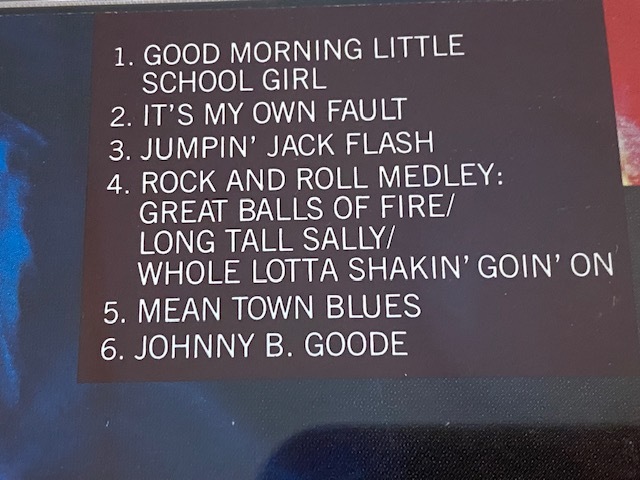 1. GOOD MORNING LITTLE
SCHOOL GIRL
2. IT'S MY OWN FAULT
3. JUMPIN' JACK FLASH
4. ROCK AND ROLL MEDLEY:
GREAT BALLS OF FIRE/
LONG TALL SALLY/
WHOLE LOTTA SHAKIN' GOIN' ON
5. MEAN TOWN BLUES
6. JOHNNY B. GOODE